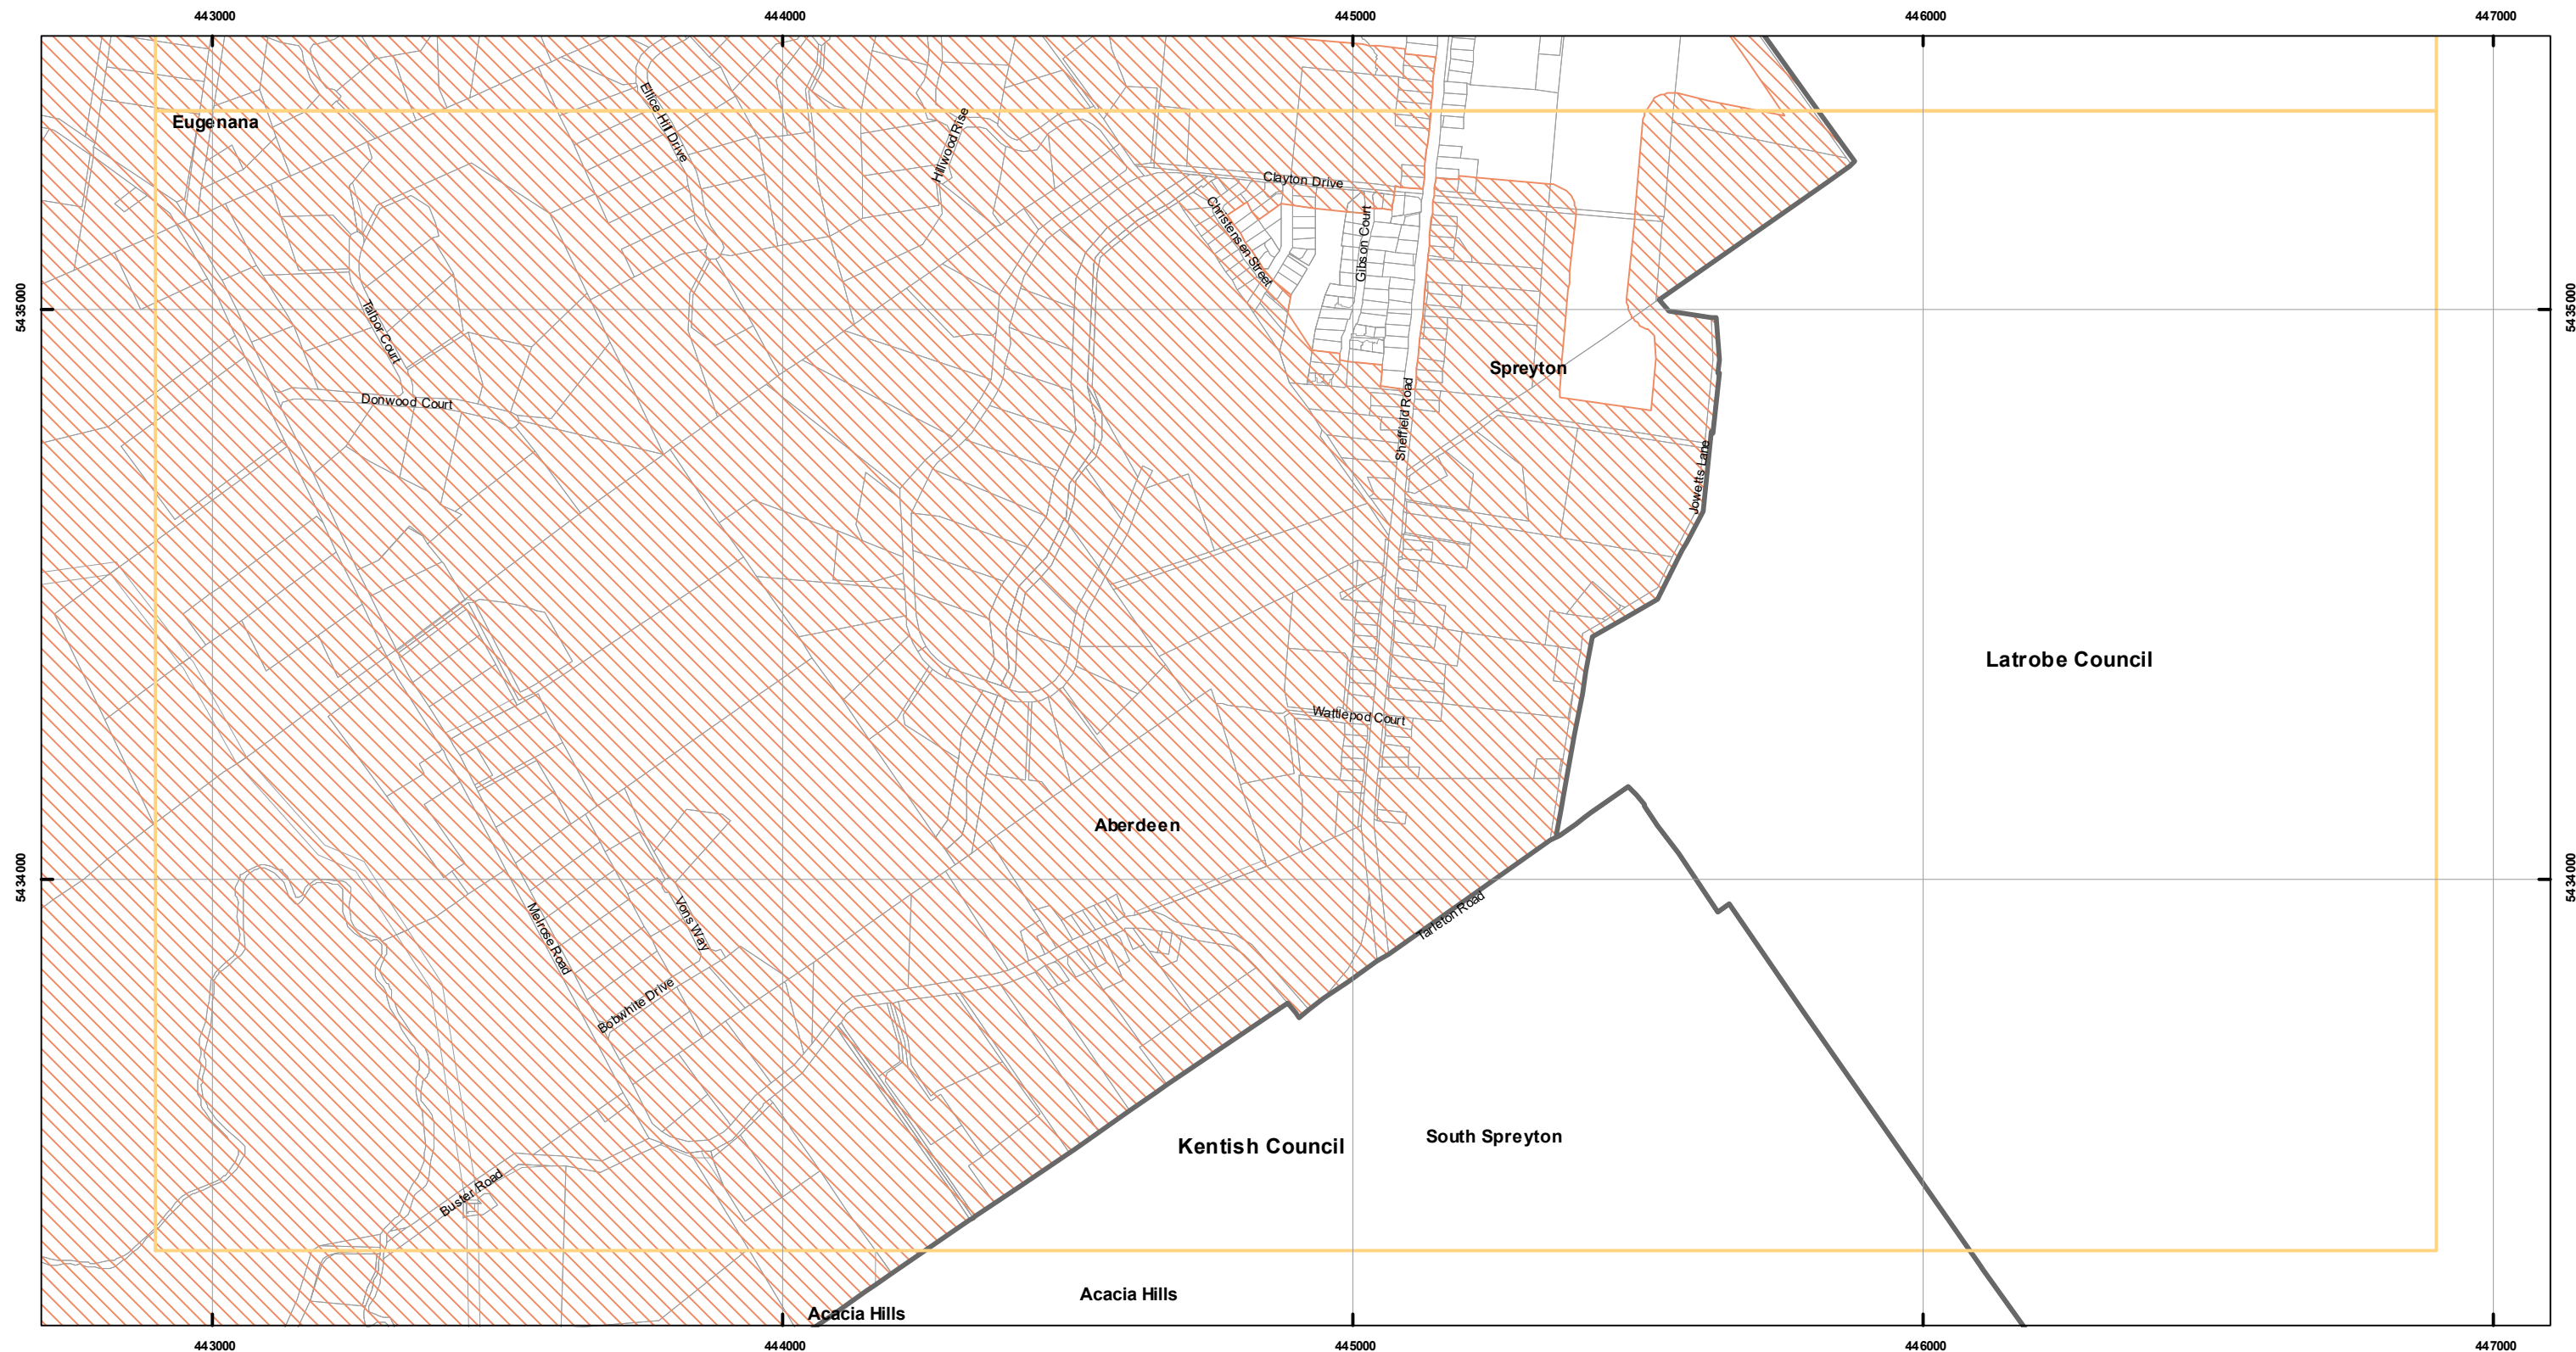 443000
444000
445000
446000
447000
Eugenana
Ellice Hill Drive
Hillwood Rise
Clayton Drive
Christensen Street
Gibson Court
5435000
5435000
Talbor Court
Spreyton
Donwood Court
Sheffield Road
Jowetts Lane
Latrobe Council
Wattlepod Court
Aberdeen
5434000
5434000
Melrose Road
Vons Way
Tarleton Road
Bobwhite Drive
Kentish Council
South Spreyton
Buster Road
Acacia Hills
Acacia Hills
443000
444000
445000
446000
447000